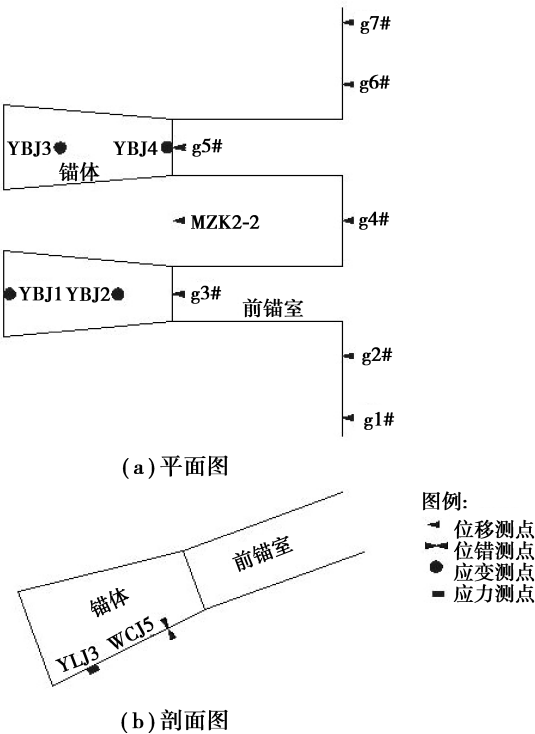 g7#
g6#
YBJ3 YBJ4 g5#
锚体
MZK2-2 g4#
YBJ1 YBJ2 g3#
前锚室
g2#
g1#
(a)平面图
图例:
位移测点
位错测点
应变测点
应力测点
前锚室
锚体
YLJ3 WCJ5
(b)剖面图